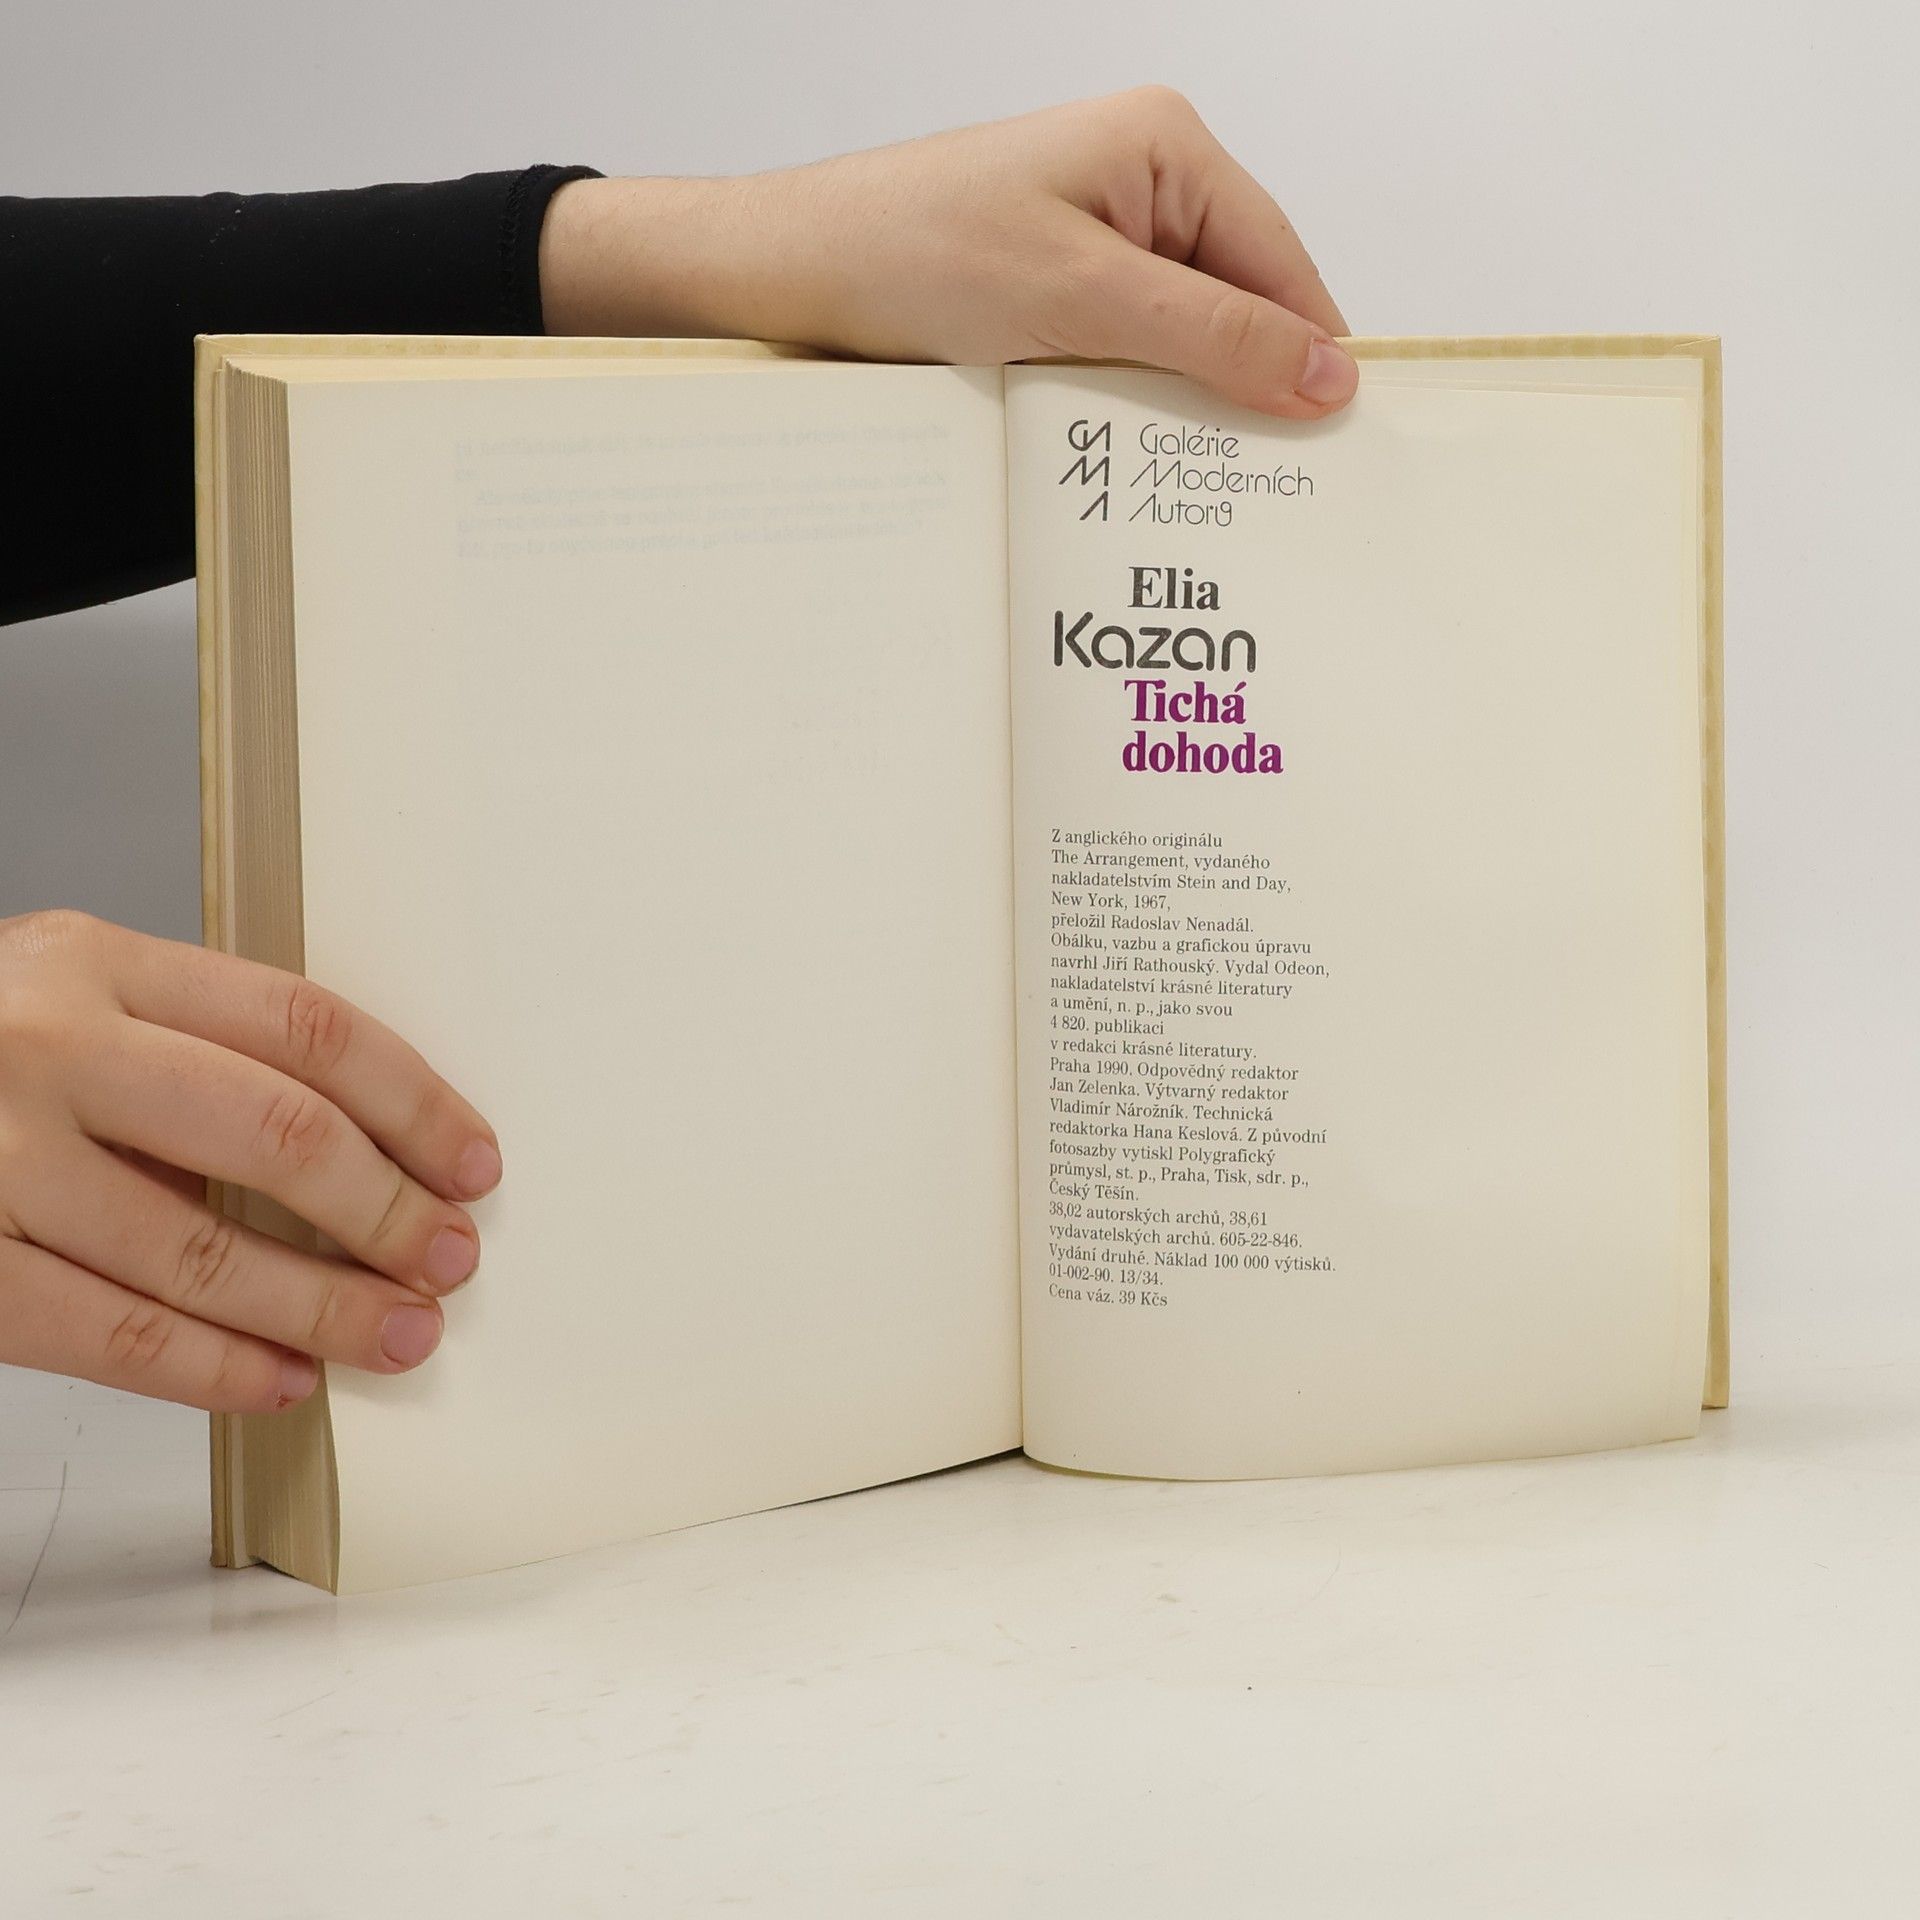 GA Galérie
M Moderních
A Autorů
Elia
Kazan
Tichá
dohoda
Z anglického originálu
The Arrangement, vydaného
nakladatelstvím Stein and Day,
New York, 1967,
přeložil Radoslav Nenadál.
Obálku, vazbu a grafickou úpravu
navrhl Jiří Rathouský. Vydal Odeon,
nakladatelství krásné literatury
a umění, n. p., jako svou
4 820. publikaci
v redakci krásné literatury.
Praha 1990. Odpovědný redaktor
Jan Zelenka. Výtvarný redaktor
Vladimír Nárožník. Technická
redaktorka Hana Keslová. Z původní
fotosazby vytiskl Polygrafický
průmysl, st. p., Praha, Tisk, sdr. p.,
Český Těšín.
38,02 autorských archů, 38,61
vydavatelských archů. 605-22-846.
Vydání druhé. Náklad 100 000 výtisků.
01-002-90. 13/34.
Cena váz. 39 Kčs